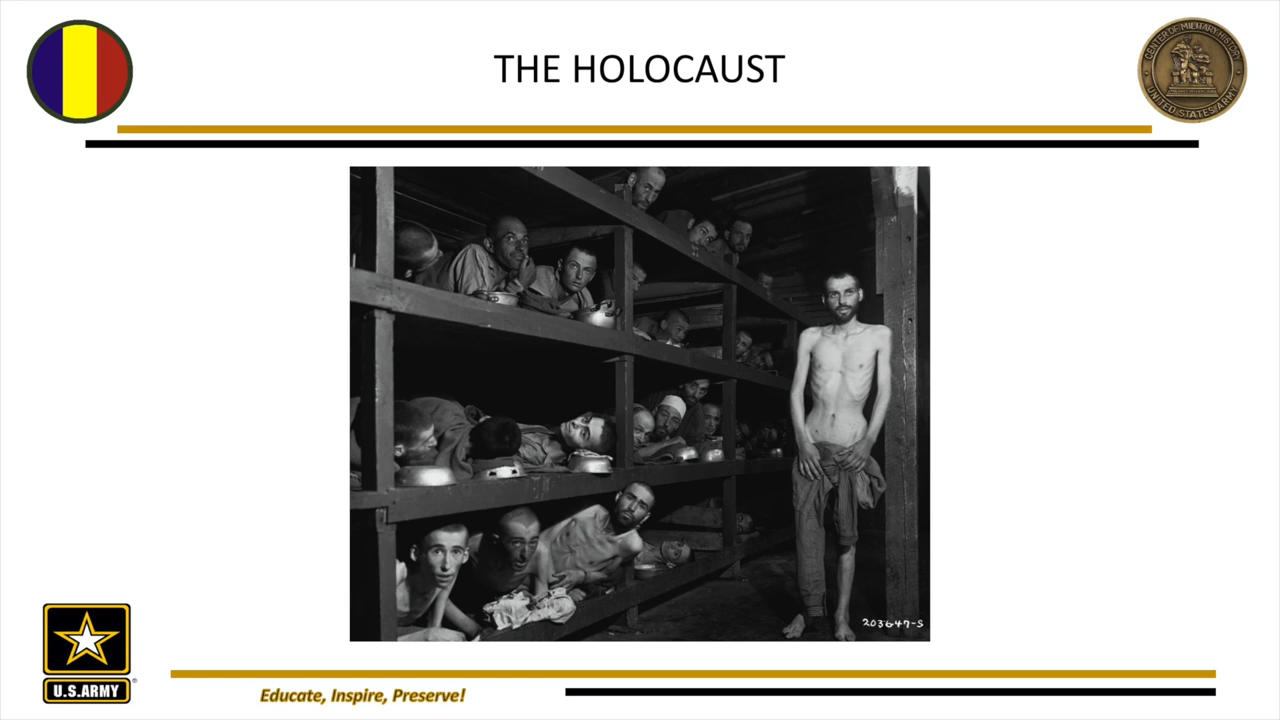 THE HOLOCAUST
CENTER OF MILITARY HISTORY
UNITED STATES ARMY
203647-S
U.S.ARMY
®
Educate, Inspire, Preserve!